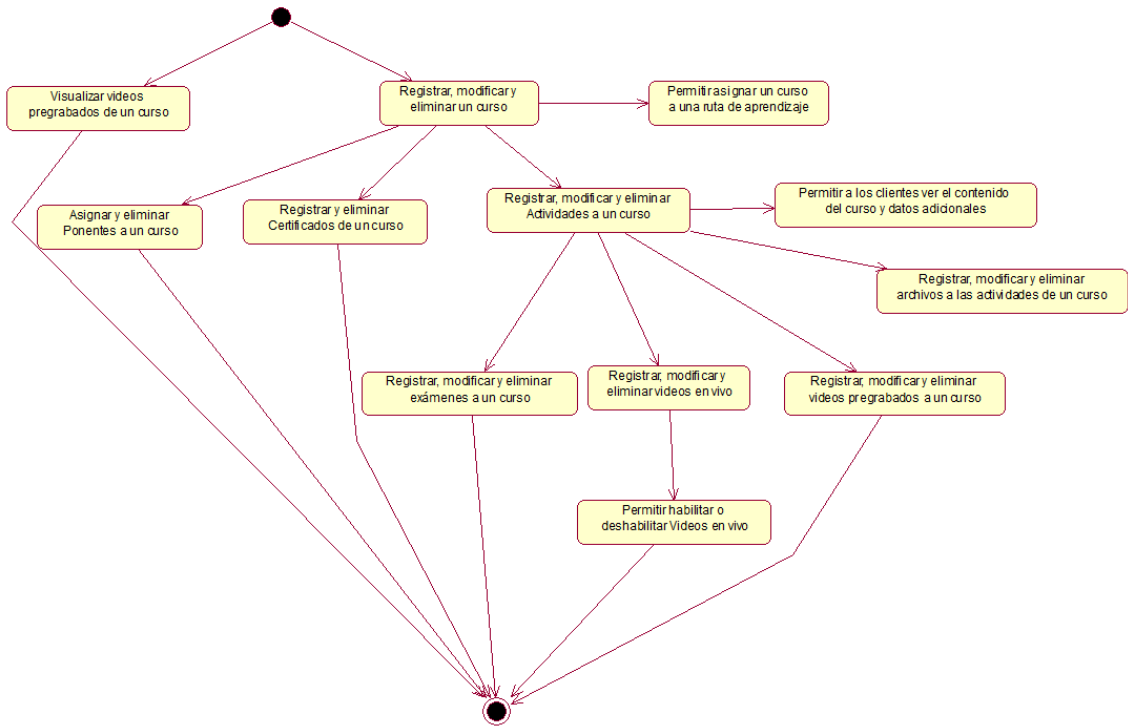 Visualizar videos
pregrabados de un curso
Registrar, modificar y
eliminar un curso
Permitir asignar un curso
a una ruta de aprendizaje
Asignar y eliminar
Ponentes a un curso
Registrar y eliminar
Certificados de un curso
Registrar, modificar y eliminar
Actividades a un curso
Permitir a los clientes ver el contenido
del curso y datos adicionales
Registrar, modificar y eliminar
archivos a las actividades de un curso
Registrar, modificar y eliminar
exámenes a un curso
Registrar, modificar y
eliminar videos en vivo
Registrar, modificar y eliminar
videos pregrabados a un curso
Permitir habilitar o
deshabilitar Videos en vivo